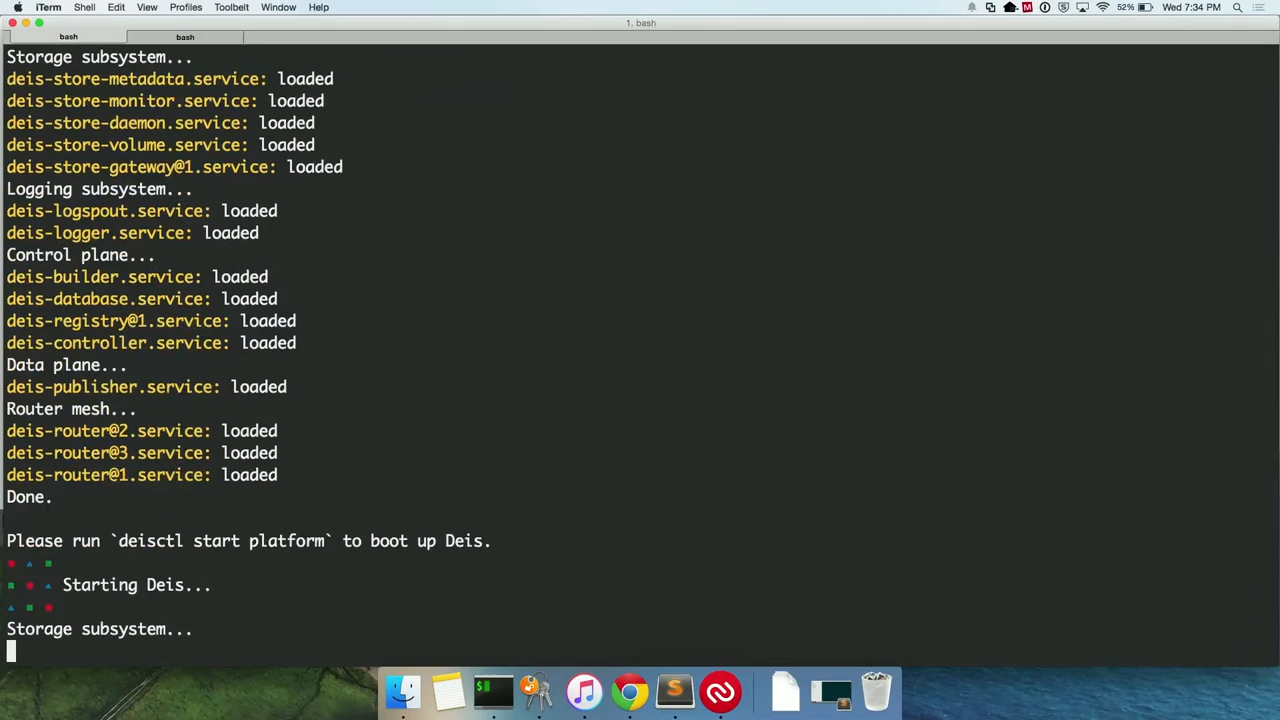 iTerm Shell Edit View Profiles Toolbelt Window Help 52% Wed 7:34 PM
1. bash
bash bash
Storage subsystem...
deis-store-metadata.service: loaded
deis-store-monitor.service: loaded
deis-store-daemon.service: loaded
deis-store-volume.service: loaded
deis-store-gateway@1.service: loaded
Logging subsystem...
deis-logspout.service: loaded
deis-logger.service: loaded
Control plane...
deis-builder.service: loaded
deis-database.service: loaded
deis-registry@1.service: loaded
deis-controller.service: loaded
Data plane...
deis-publisher.service: loaded
Router mesh...
deis-router@2.service: loaded
deis-router@3.service: loaded
deis-router@1.service: loaded
Done.
Please run `deisctl start platform` to boot up Deis.
Starting Deis...
Storage subsystem...